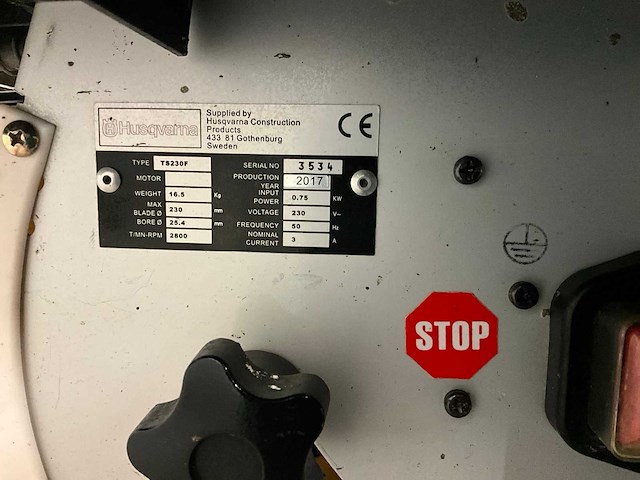 Husqvarna
Supplied by
Husqvarna Construction
Products
433 81 Gothenburg
Sweden
CE
TYPE TS230F
MOTOR
WEIGHT 16.5 Kg
MAX
BLADE Ø 230 mm
BORE Ø 25.4 mm
T/MN-RPM 2800
SERIAL NO 3534
PRODUCTION
YEAR 2017
INPUT
POWER 0.75 KW
VOLTAGE 230 V~
FREQUENCY 50 Hz
NOMINAL
CURRENT 3 A
STOP